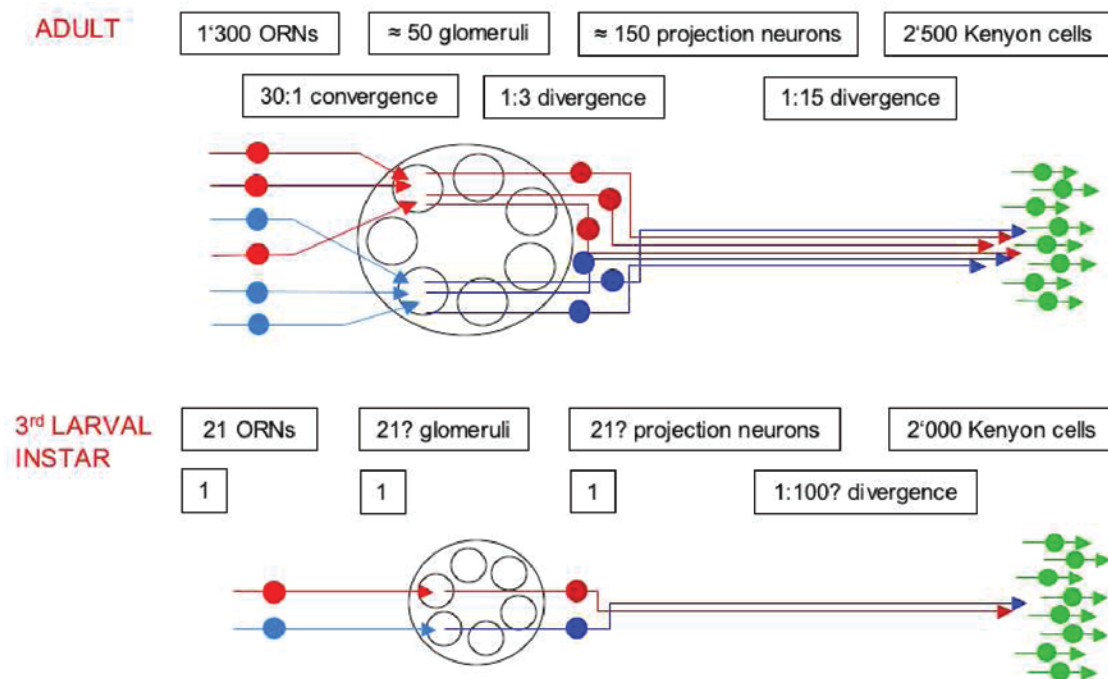 ADULT
1‘300 ORNs
≈ 50 glomeruli
≈ 150 projection neurons
2‘500 Kenyon cells
30:1 convergence
1:3 divergence
1:15 divergence
3rd LARVAL
INSTAR
21 ORNs
21? glomeruli
21? projection neurons
2‘000 Kenyon cells
1
1
1
1:100? divergence